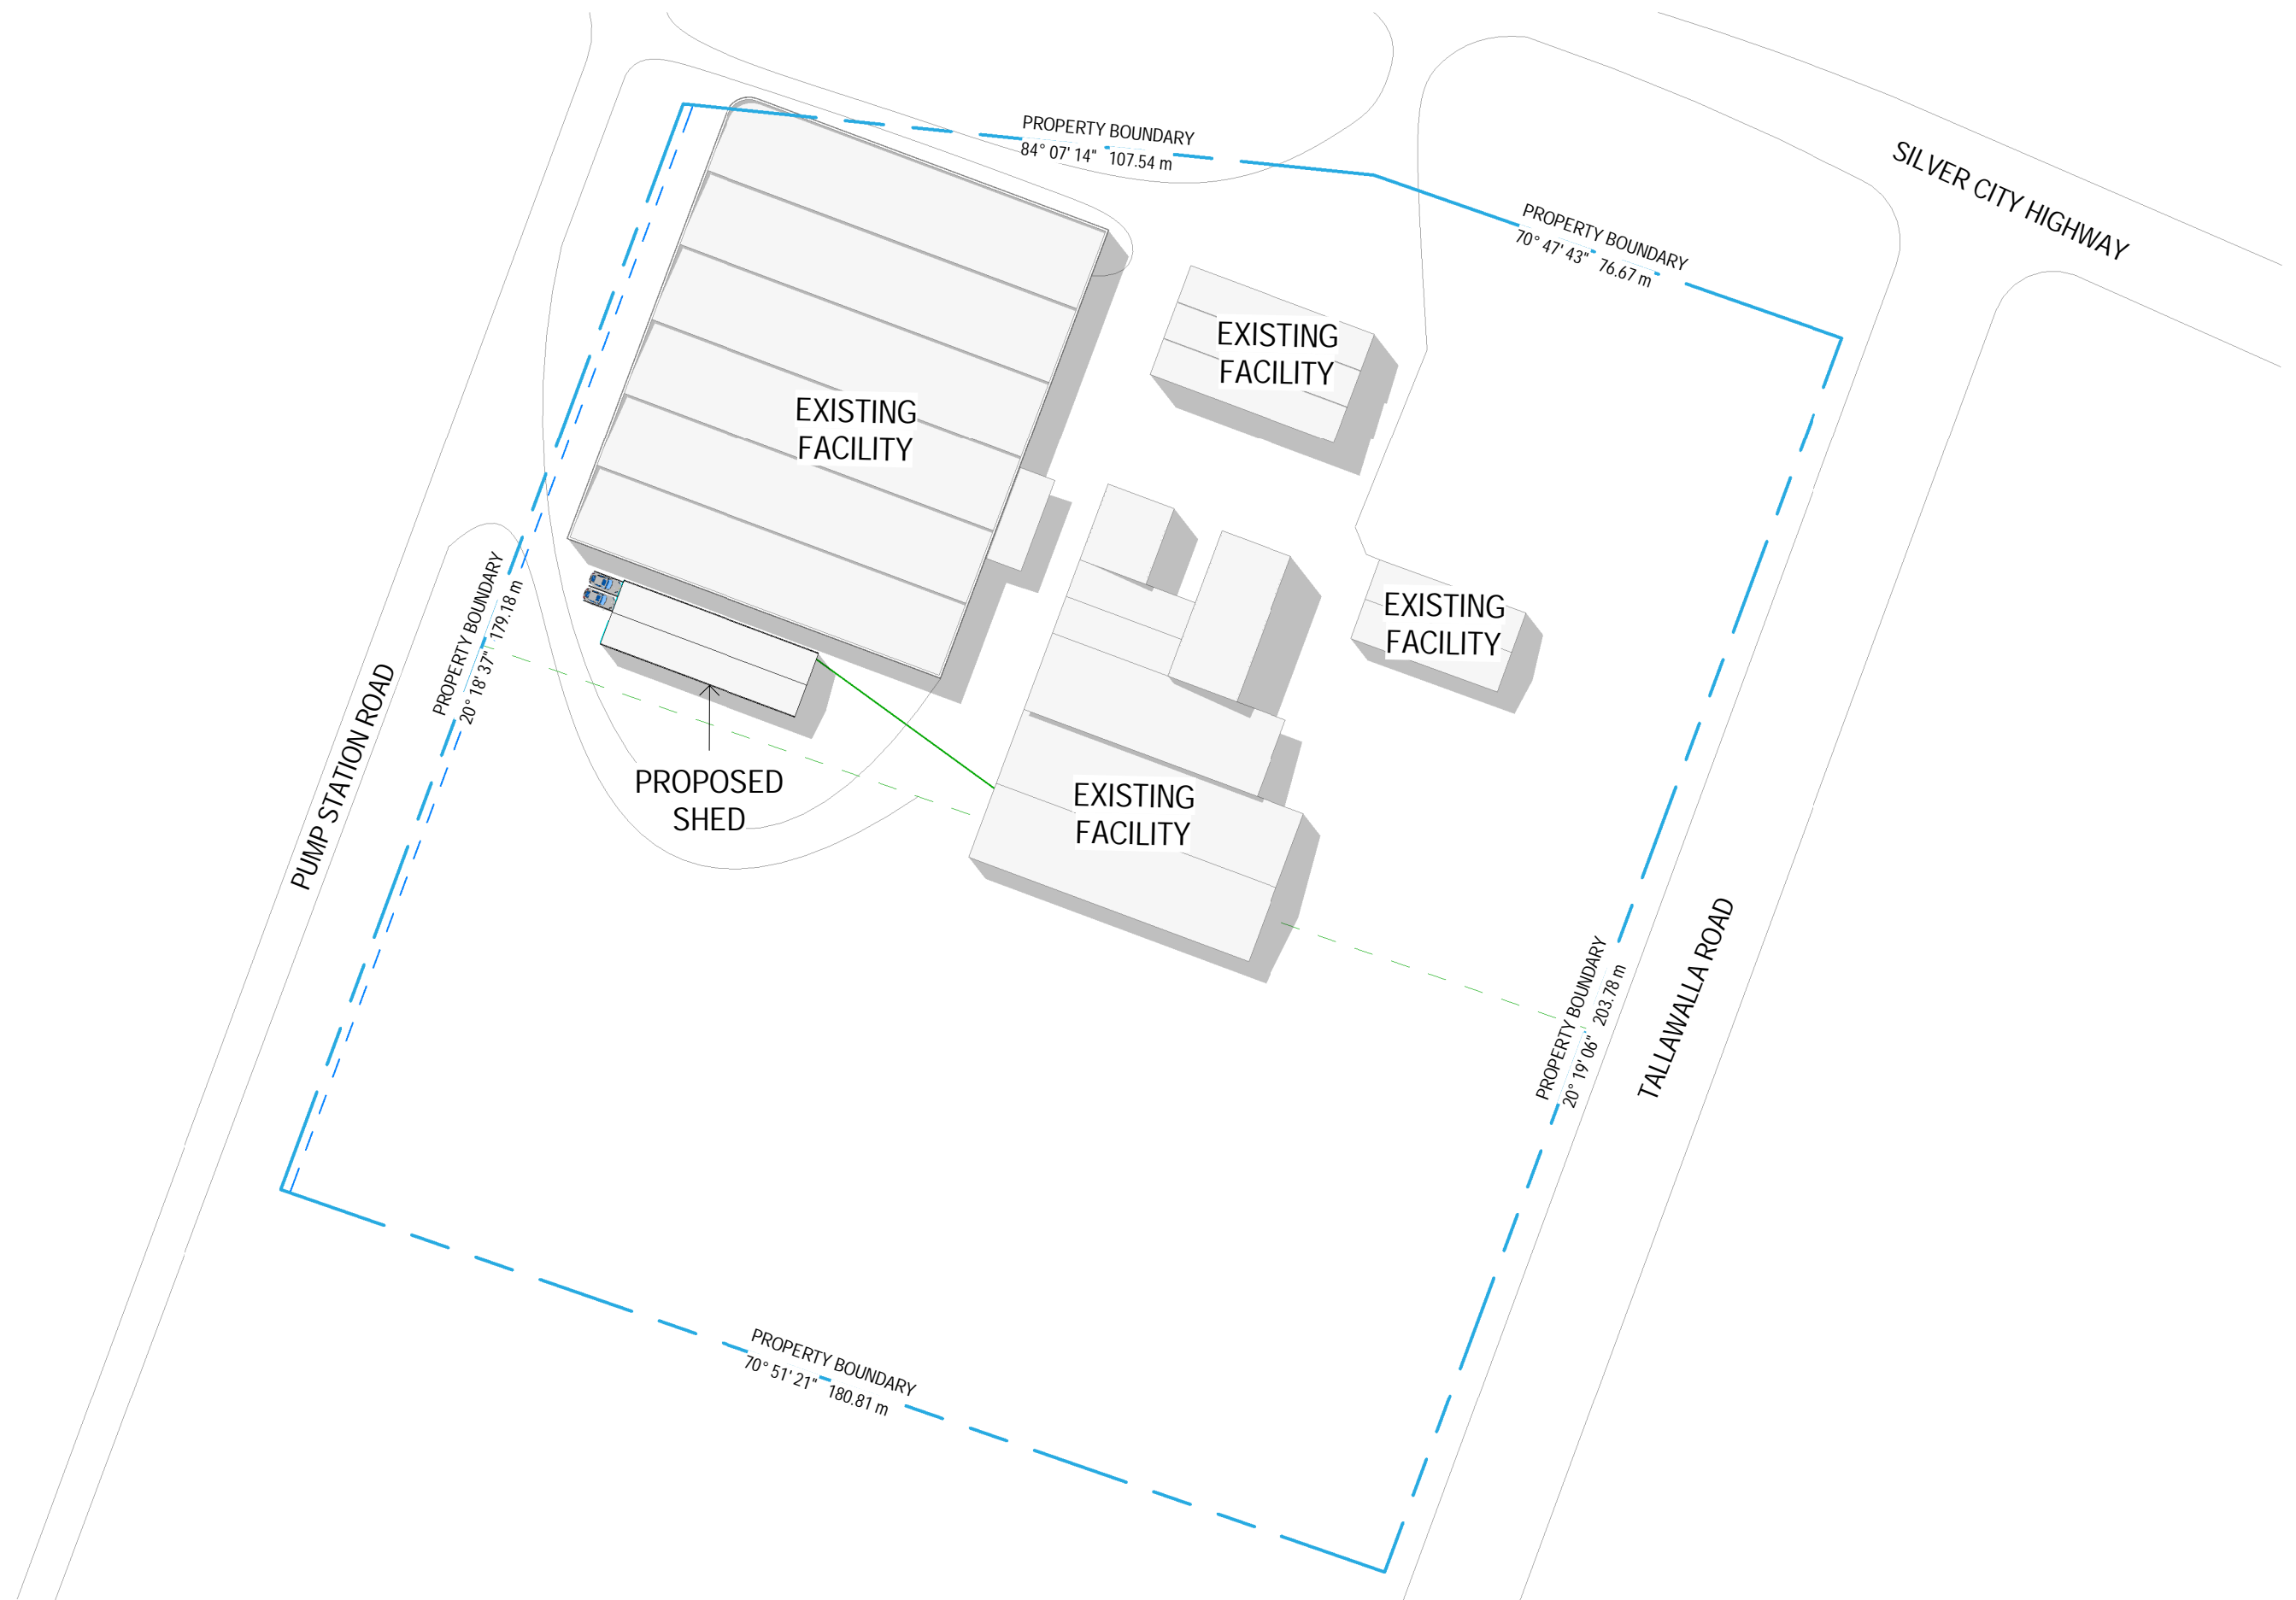 PROPERTY BOUNDARY
84° 07' 14" 107.54 m
SILVER CITY HIGHWAY
PROPERTY BOUNDARY
70° 47' 43" 76.67 m
EXISTING
FACILITY
EXISTING
FACILITY
EXISTING
FACILITY
PROPERTY BOUNDARY
20° 18' 37" 179.18 m
PUMP STATION ROAD
PROPOSED
SHED
EXISTING
FACILITY
PROPERTY BOUNDARY
20° 19' 06" 203.78 m
TALLAWALLA ROAD
PROPERTY BOUNDARY
70° 51' 21" 180.81 m